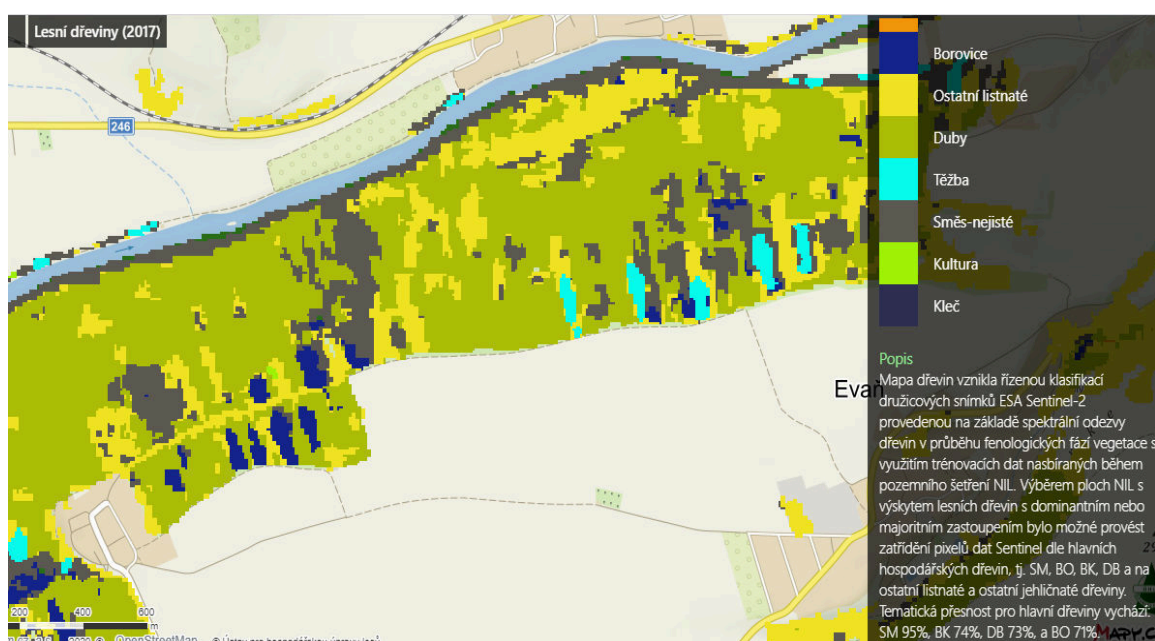 Lesní dřeviny (2017)
246
Borovice
Ostatní listnaté
Duby
Těžba
Směs-nejisté
Kultura
Kleč
Evaň
Popis
Mapa dřevin vznikla řízenou klasifikací
družicových snímků ESA Sentinel-2
provedenou na základě spektrální odezvy
dřevin v průběhu fenologických fází vegetace s
využitím trénovacích dat nasbíraných během
pozemního šetření NIL. Výběrem ploch NIL s
výskytem lesních dřevin s dominantním nebo
majoritním zastoupením bylo možné provést
zatřídění pixelů dat Sentinel dle hlavních
hospodářských dřevin, tj. SM, BO, BK, DB a na
ostatní listnaté a ostatní jehličnaté dřeviny.
Tematická přesnost pro hlavní dřeviny vychází:
SM 95%, BK 74%, DB 73%, a BO 71%.
200 400 600
m
OpenStreetMap